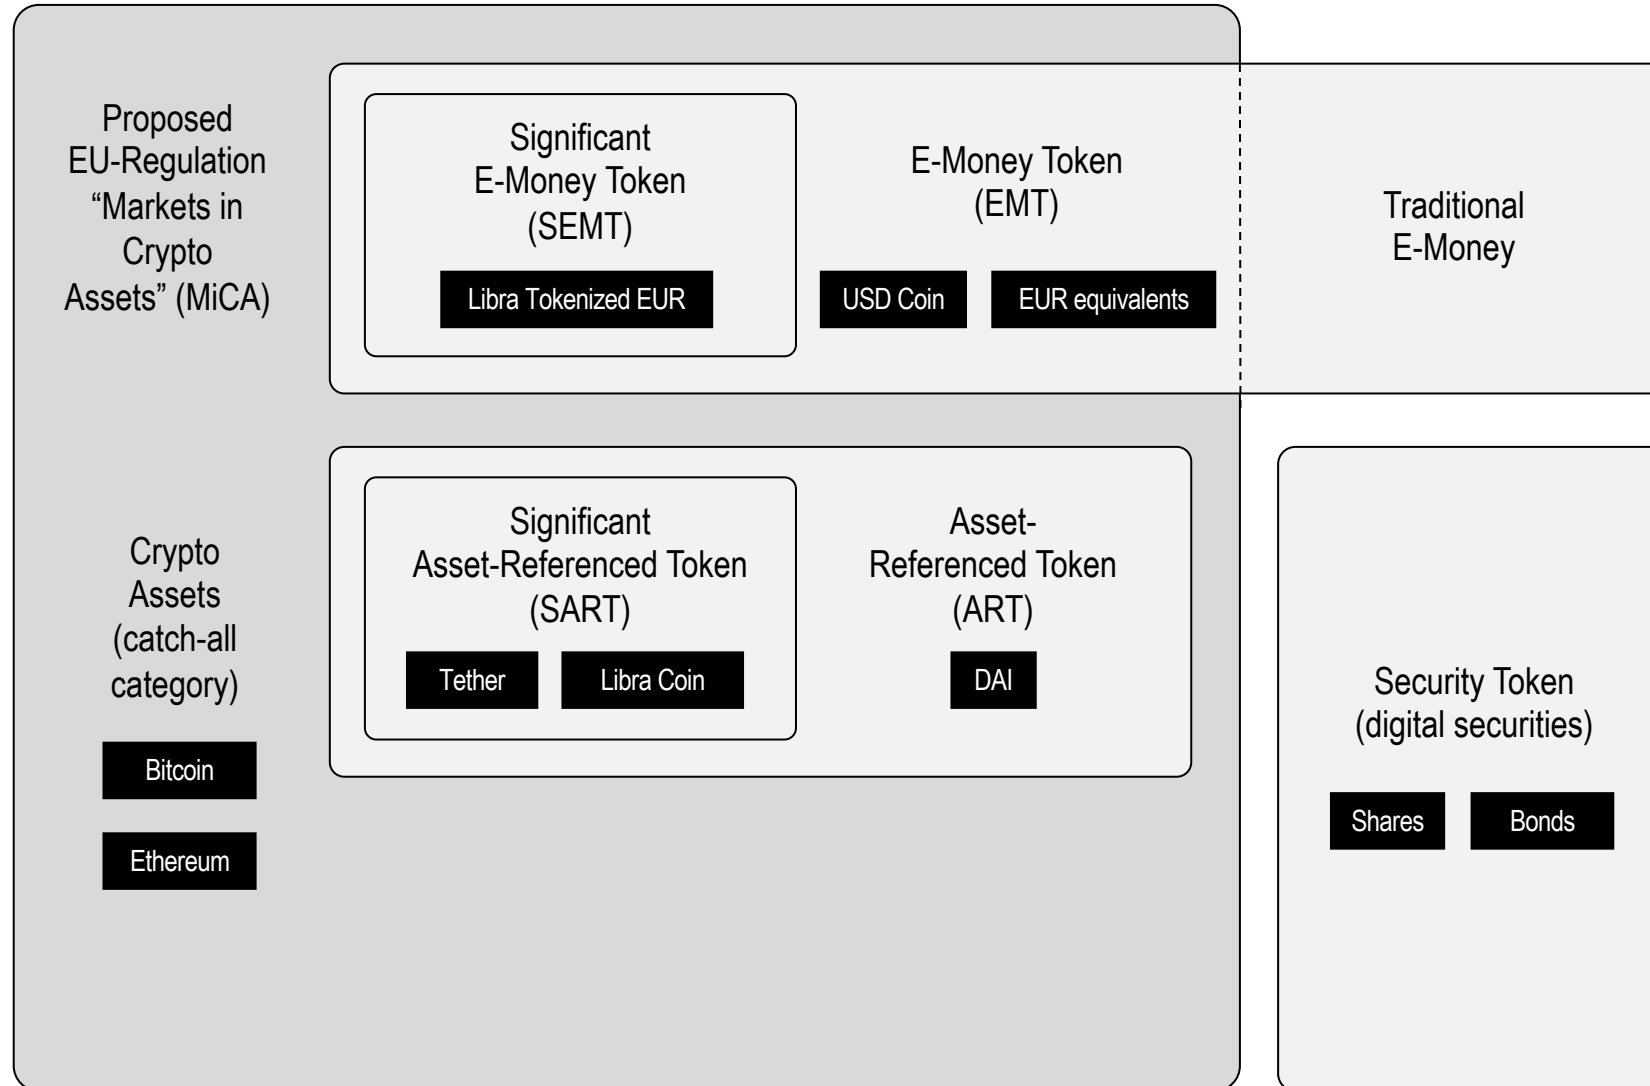 Proposed
EU-Regulation
“Markets in
Crypto
Assets” (MiCA)
Significant
E-Money Token
(SEMT)
Libra Tokenized EUR
E-Money Token
(EMT)
USD Coin
EUR equivalents
Traditional
E-Money
Crypto
Assets
(catch-all
category)
Bitcoin
Ethereum
Significant
Asset-Referenced Token
(SART)
Tether
Libra Coin
Asset-
Referenced Token
(ART)
DAI
Security Token
(digital securities)
Shares
Bonds